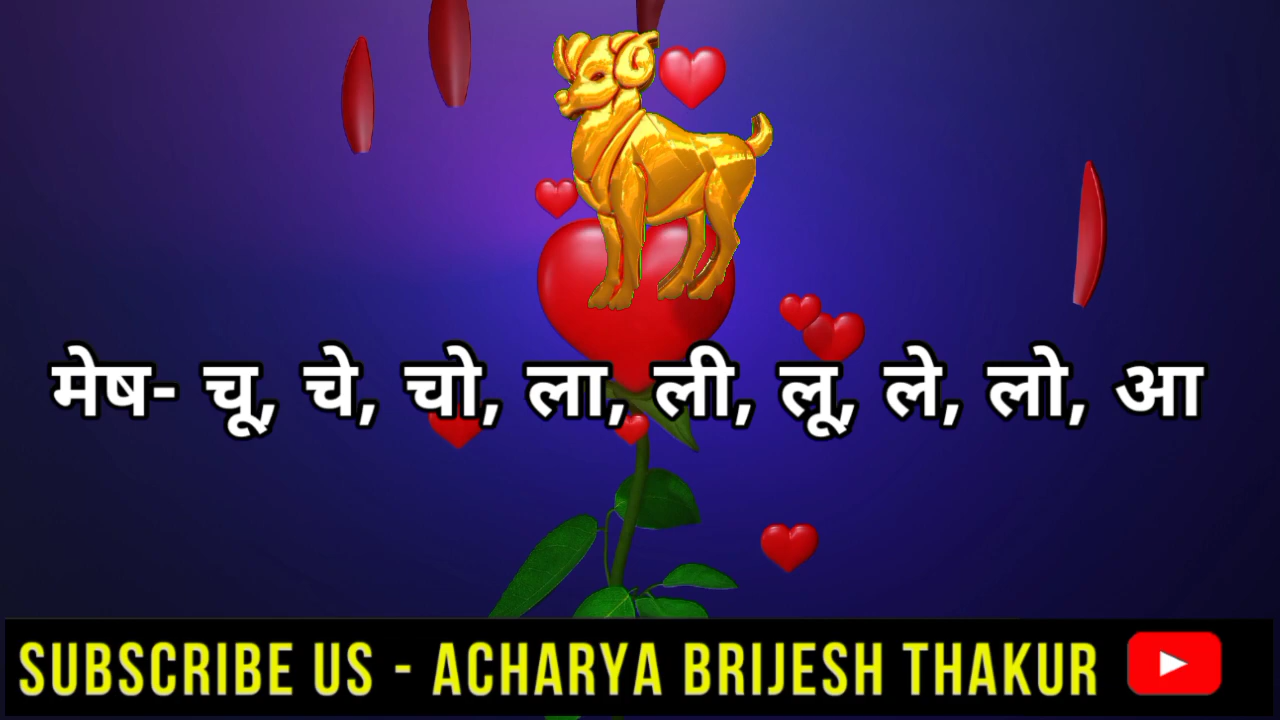 मेष- चू, चे, चो, ला, ली, लू, ले, लो, आ
SUBSCRIBE US - ACHARYA BRIJESH THAKUR